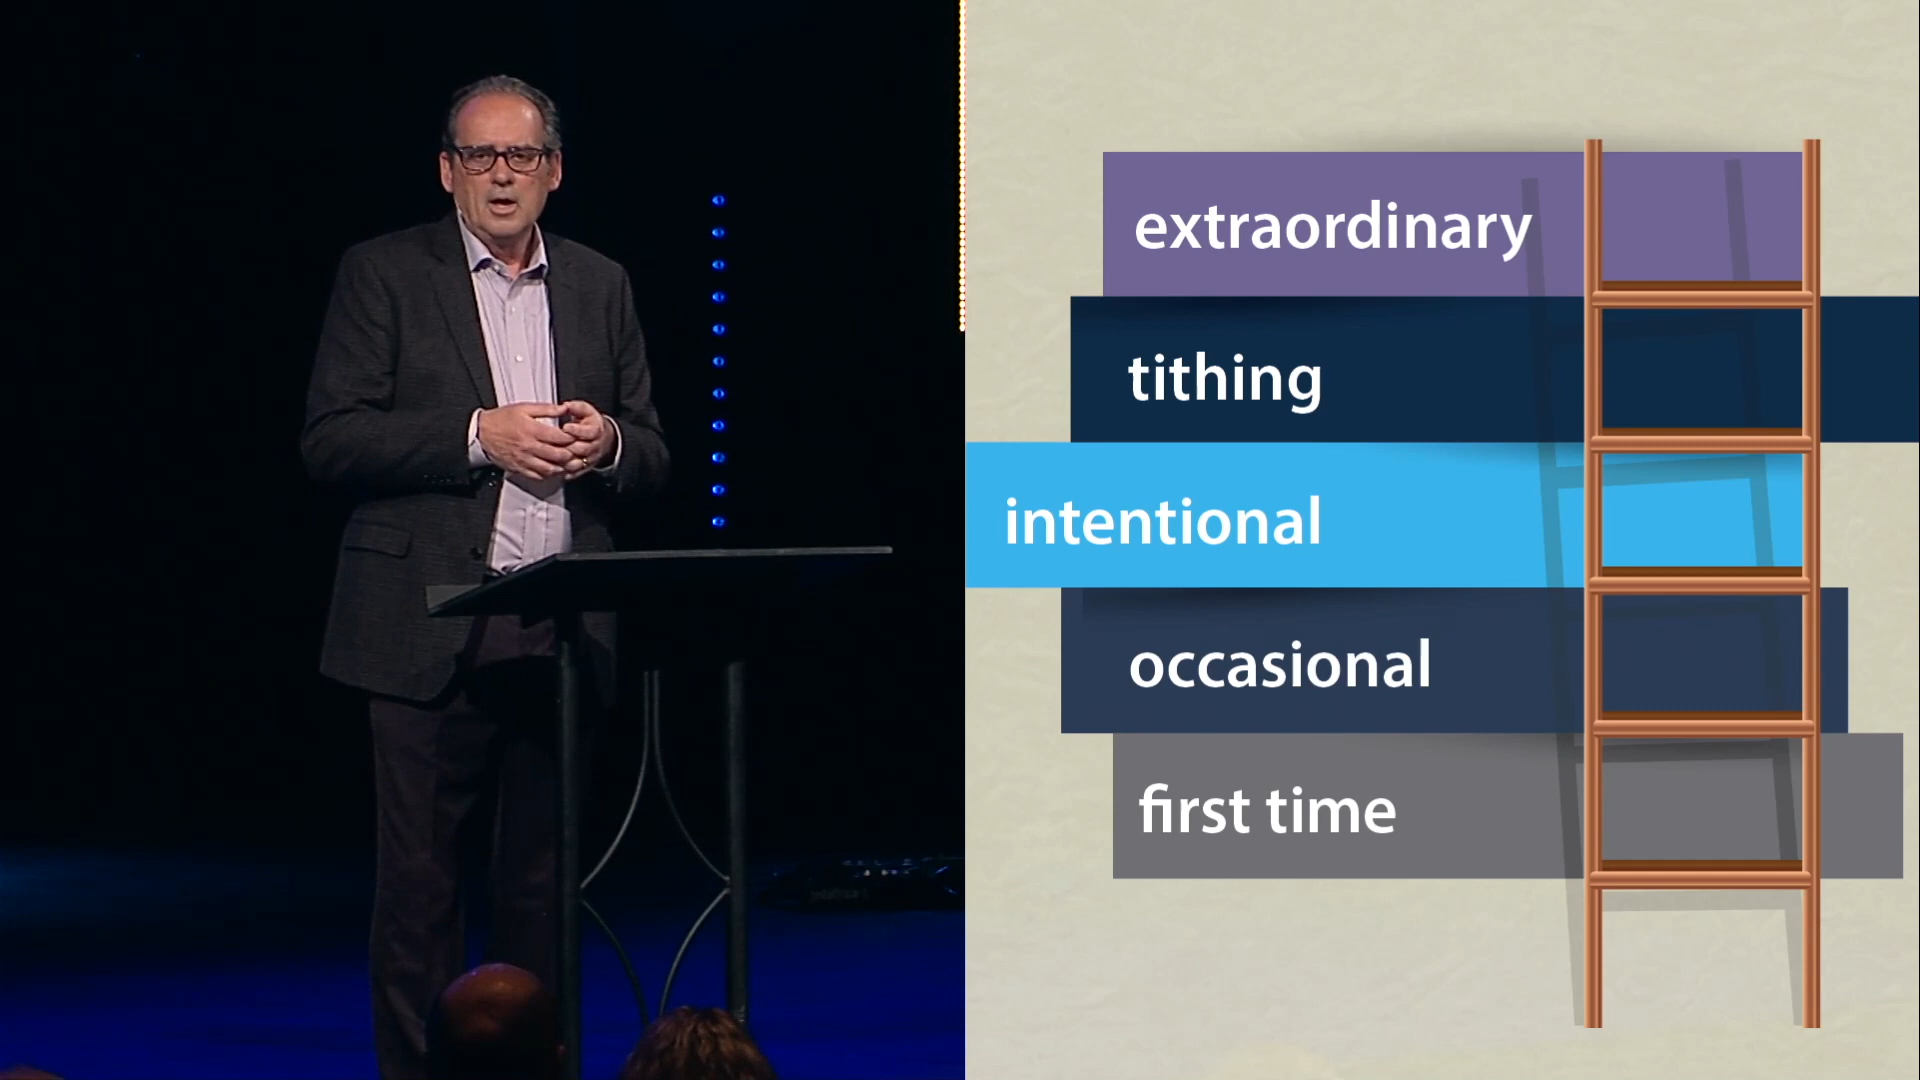 extraordinary
tithing
intentional
occasional
first time